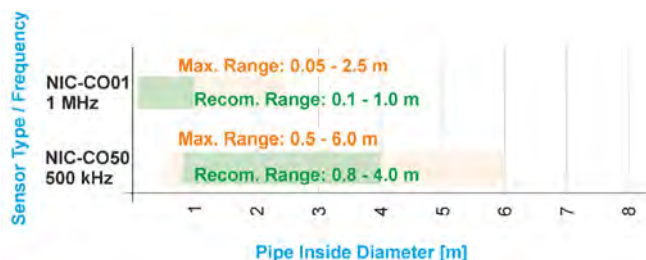 Sensor Type / Frequency
Max. Range: 0.05 - 2.5 m
NIC-CO01
1 MHz
Recom. Range: 0.1 - 1.0 m
Max. Range: 0.5 - 6.0 m
NIC-CO50
500 kHz
Recom. Range: 0.8 - 4.0 m
1 2 3 4 5 6 7 8
Pipe Inside Diameter [m]